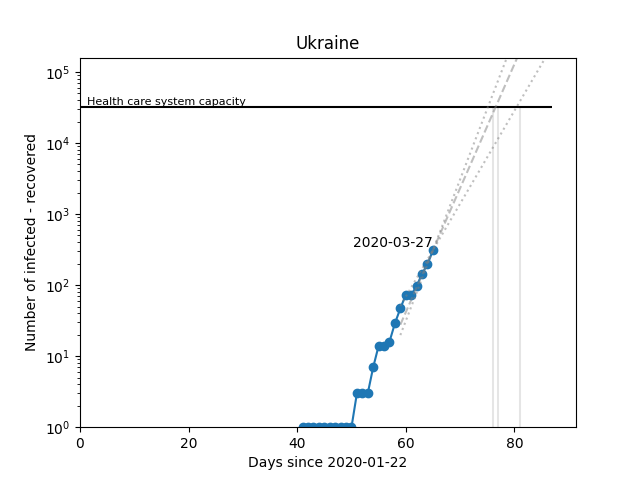 Ukraine
Number of infected - recovered
10⁵
10⁴
10³
10²
10¹
10⁰
Health care system capacity
2020-03-27
0 20 40 60 80
Days since 2020-01-22